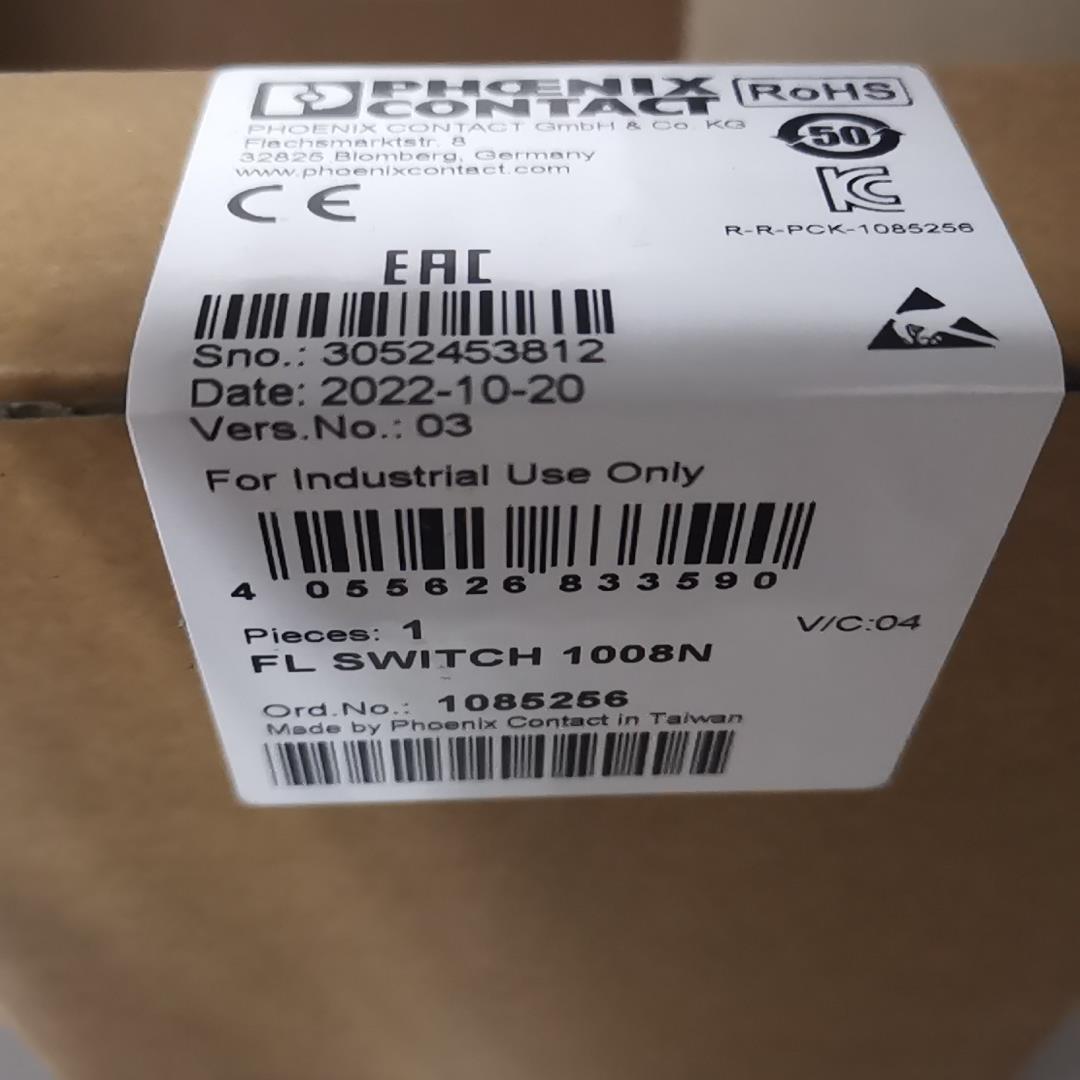 PHOENIX
CONTACT
RoHS
PHOENIX CONTACT GmbH & Co. KG
Flachsmarktstr. 8
32825 Blomberg, Germany
www.phoenixcontact.com
50
CE
KC
R-R-PCK-1085256
EAC
Sno.: 3052453812
Date: 2022-10-20
Vers.No.: 03
For Industrial Use Only
4 055626 833590
Pieces: 1
V/C:04
FL SWITCH 1008N
Ord.No.: 1085256
Made by Phoenix Contact in Taiwan